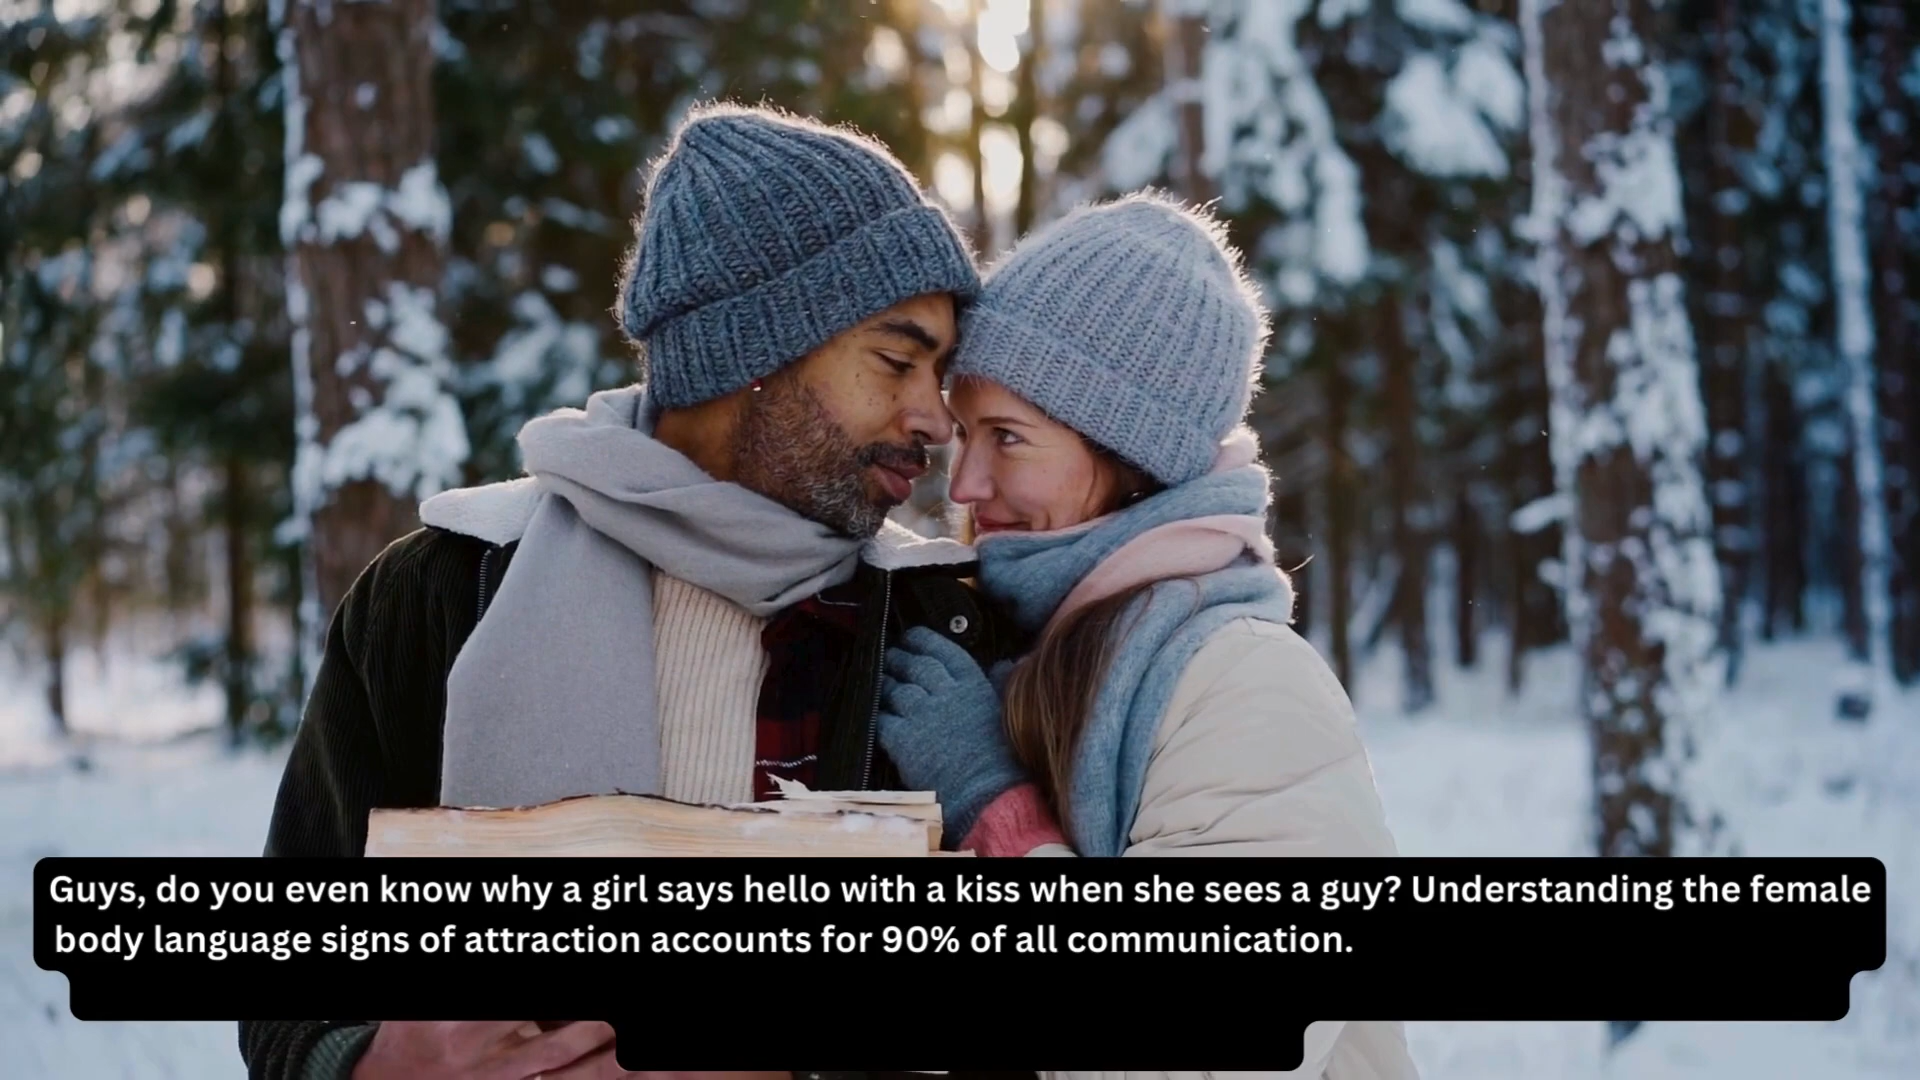 Guys, do you even know why a girl says hello with a kiss when she sees a guy? Understanding the female
body language signs of attraction accounts for 90% of all communication.